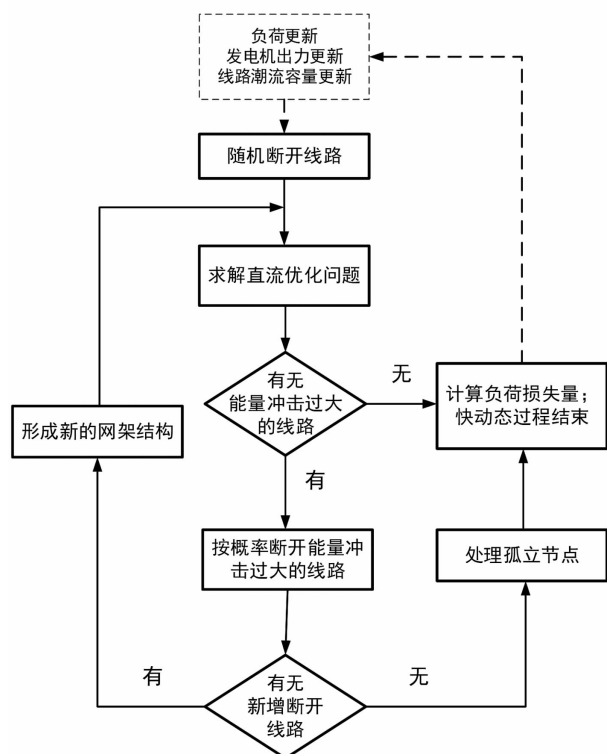 负荷更新
发电机出力更新
线路潮流容量更新
随机断开线路
求解直流优化问题
有无
能量冲击过大
的线路
无
计算负荷损失量；
快动态过程结束
形成新的网架结构
有
按概率断开能量冲
击过大的线路
处理孤立节点
有
有无
新增断开
线路
无